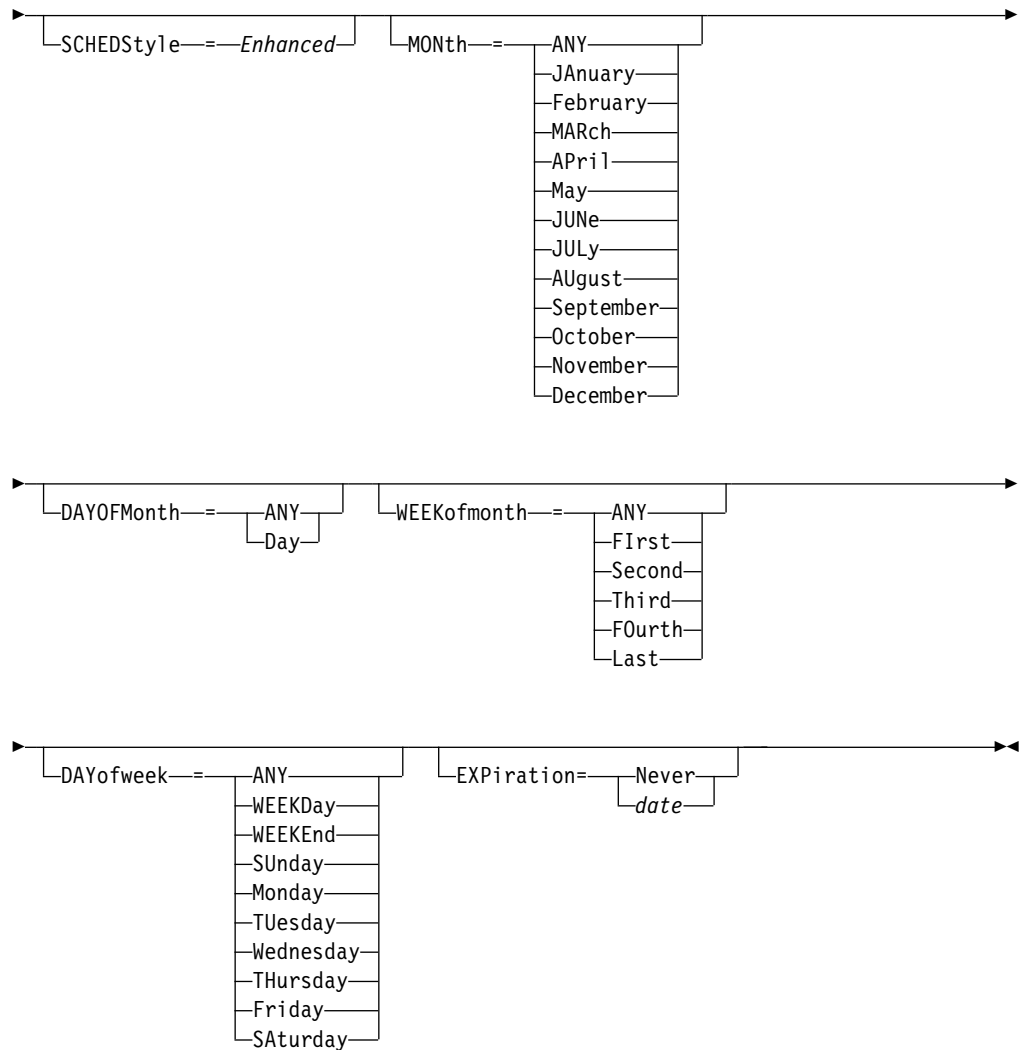 SCHEDStyle = Enhanced MONth = ANY
JAnuary
February
MARch
APril
May
JUNe
JULy
AUgust
September
October
November
December
DAYOFMonth = ANY WEEKofmonth = ANY
Day FIrst
Second
Third
FOurth
Last
DAYofweek = ANY EXPiration= Never
WEEKDay date
WEEKEnd
SUnday
Monday
TUesday
Wednesday
THursday
Friday
SAturday